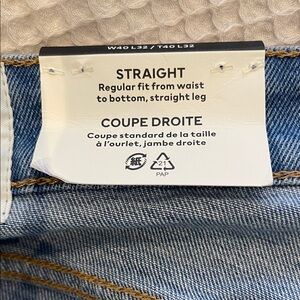 W40 L32 / T40 L32
STRAIGHT
Regular fit from waist
to bottom, straight leg
COUPE DROITE
Coupe standard de la taille
à l'ourlet, jambe droite
紙 21
PAP